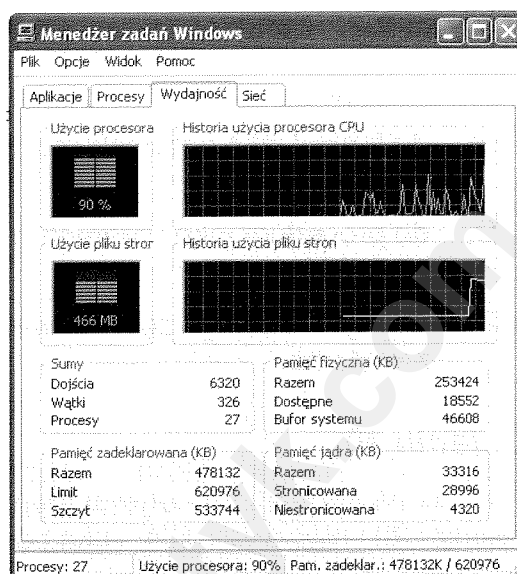 Menedżer zadań Windows
Plik Opcje Widok Pomoc
Aplikacje Procesy Wydajność Sieć
Użycie procesora Historia użycia procesora CPU
90 %
Użycie pliku stror Historia użycia pliku stron
466 MB
Sumy
Dojścia 6320
Wątki 326
Procesy 27
Pamięć fizyczna (KB)
Razem 253424
Dostępne 18552
Bufor systemu 46608
Pamięć zadeklarowana (KB)
Razem 478132
Limit 620976
Szczyt 533744
Pamięć jądra (KB)
Razem 33316
Stronicowana 28996
Niestronicowana 4320
Procesy: 27 Użycie procesora: 90% Pam. zadeklar.: 478132K / 620976